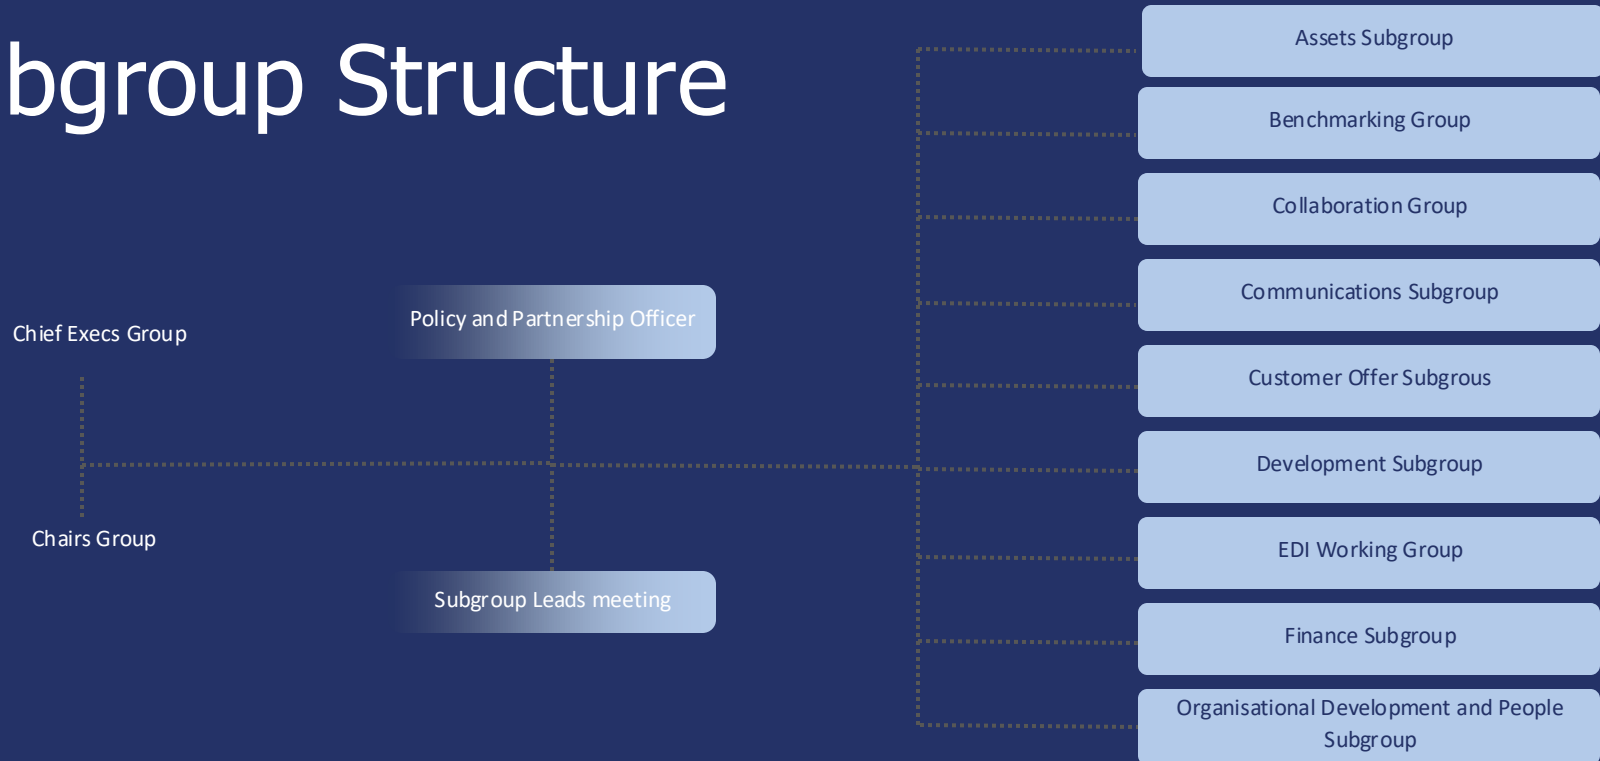 bgroup Structure
Chief Execs Group
Chairs Group
Policy and Partnership Officer
Subgroup Leads meeting
Assets Subgroup
Benchmarking Group
Collaboration Group
Communications Subgroup
Customer Offer Subgrous
Development Subgroup
EDI Working Group
Finance Subgroup
Organisational Development and People
Subgroup